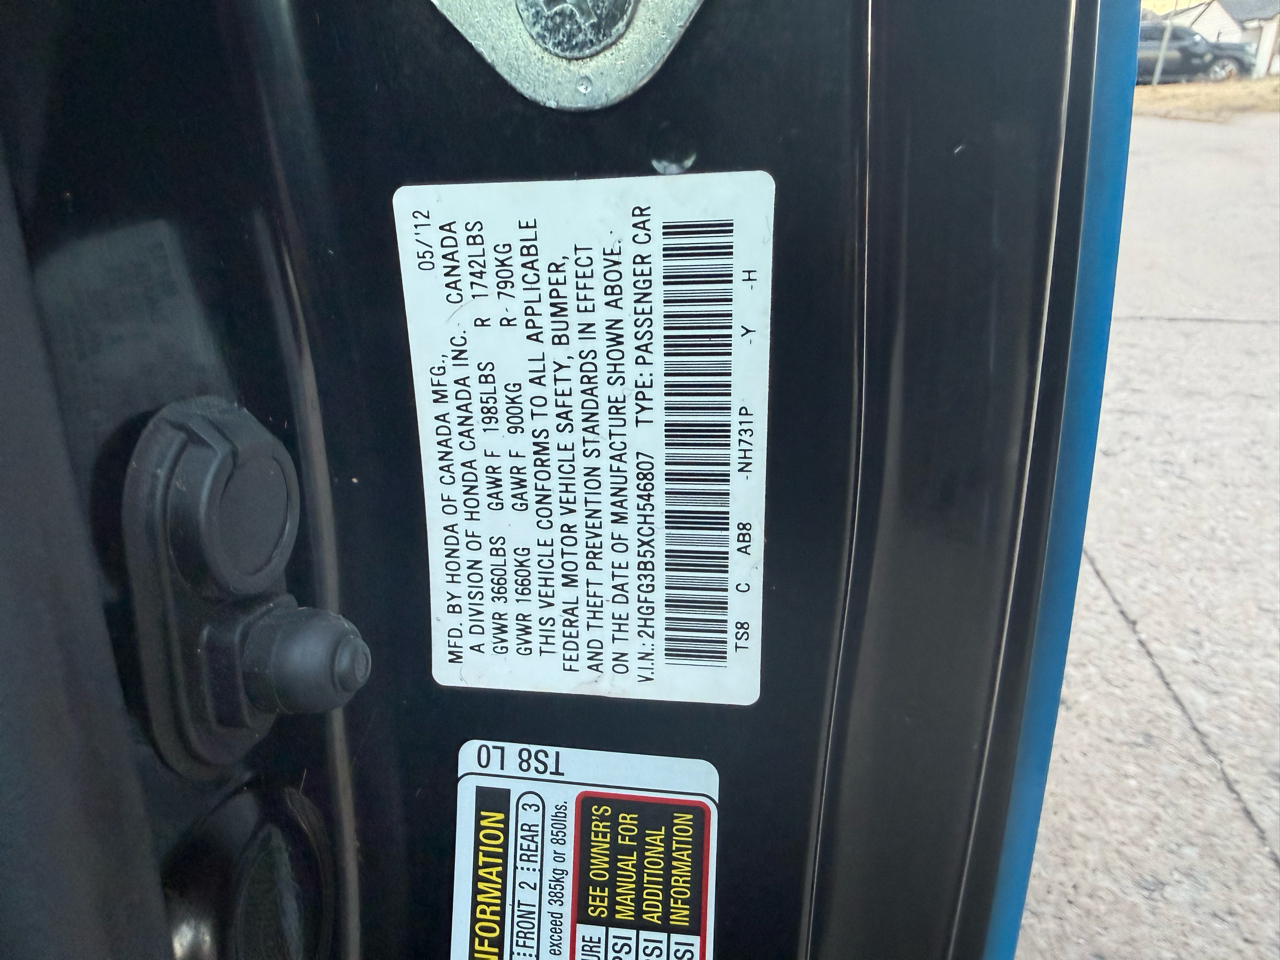 05/'12
MFD. BY HONDA OF CANADA MFG.,
A DIVISION OF HONDA CANADA INC. CANADA
GVWR 3660LBS GAWR F 1985LBS R 1742LBS
GVWR 1660KG GAWR F 900KG R 790KG
THIS VEHICLE CONFORMS TO ALL APPLICABLE
FEDERAL MOTOR VEHICLE SAFETY, BUMPER,
AND THEFT PREVENTION STANDARDS IN EFFECT
ON THE DATE OF MANUFACTURE SHOWN ABOVE.
V.I.N.: 2HGFG3B5XCH546807 TYPE: PASSENGER CAR
TS8 C AB8 -NH731P -Y -H
TS8 L0
INFORMATION
FRONT 2 REAR 3
exceed 385kg or 850lbs.
SEE OWNER'S
MANUAL FOR
ADDITIONAL
INFORMATION